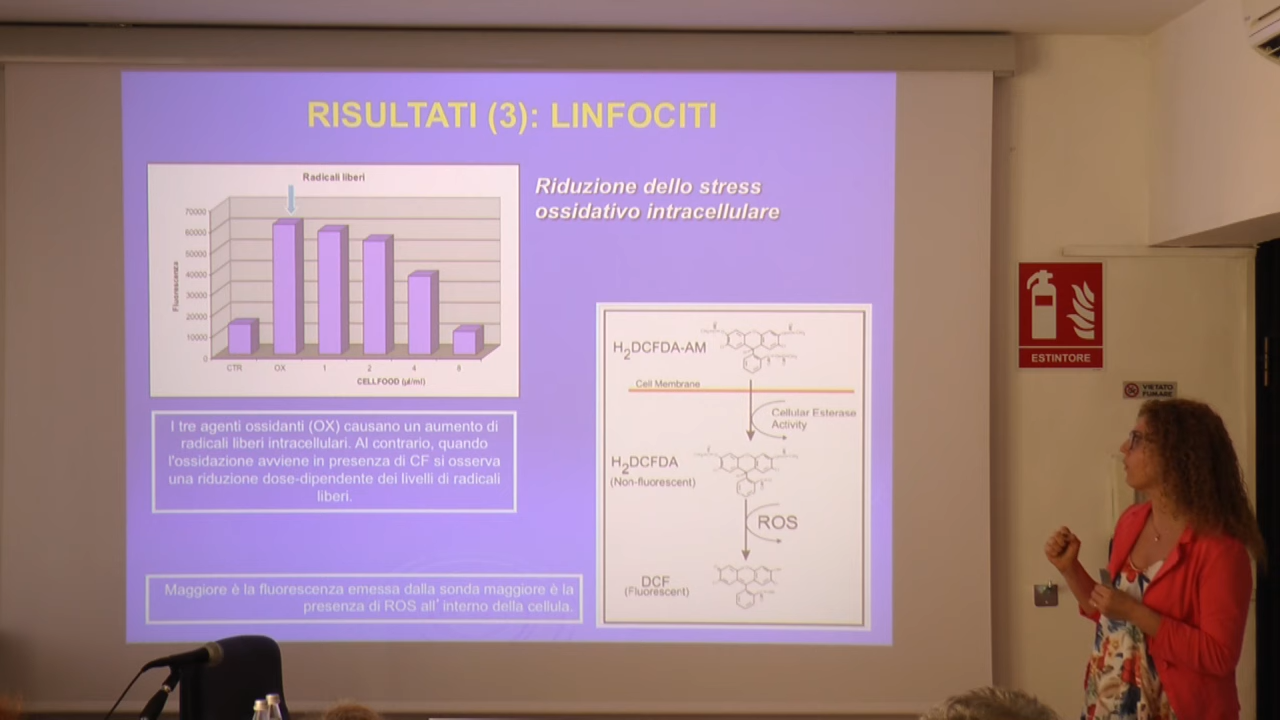 RISULTATI (3): LINFOCITI
Radicali liberi
70000
60000
50000
40000
30000
20000
10000
0
Fluorescenza
CTR OX 1 2 4 8
CELLFOOD (µl/ml)
Riduzione dello stress
ossidativo intracellulare
I tre agenti ossidanti (OX) causano un aumento di
radicali liberi intracellulari. Al contrario, quando
l'ossidazione avviene in presenza di CF si osserva
una riduzione dose-dipendente dei livelli di radicali
liberi.
Maggiore è la fluorescenza emessa dalla sonda maggiore è la
presenza di ROS all' interno della cellula.
H2DCFDA-AM
Cell Membrane
Cellular Esterase
Activity
H2DCFDA
(Non-fluorescent)
ROS
DCF
(Fluorescent)
ESTINTORE
VIETATO
FUMARE